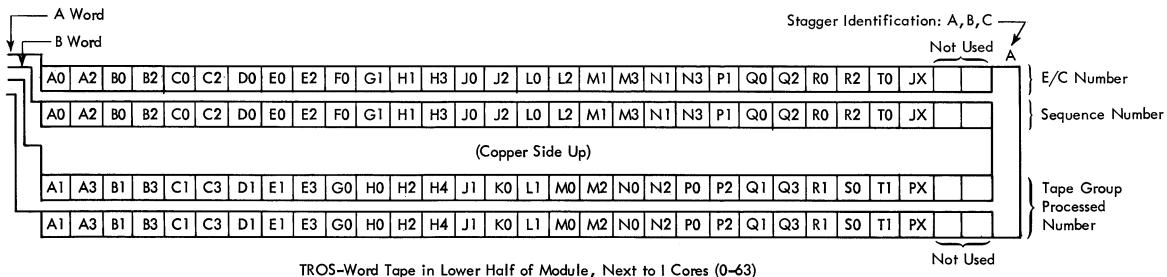 A Word
B Word
Stagger Identification: A,B,C
Not Used
A
A0 A2 B0 B2 C0 C2 D0 E0 E2 F0 G1 H1 H3 J0 J2 L0 L2 M1 M3 N1 N3 P1 Q0 Q2 R0 R2 T0 JX
E/C Number
A0 A2 B0 B2 C0 C2 D0 E0 E2 F0 G1 H1 H3 J0 J2 L0 L2 M1 M3 N1 N3 P1 Q0 Q2 R0 R2 T0 JX
Sequence Number
(Copper Side Up)
A1 A3 B1 B3 C1 C3 D1 E1 E3 G0 H0 H2 H4 J1 K0 L1 M0 M2 N0 N2 P0 P2 Q1 Q3 R1 S0 T1 PX
Tape Group
Processed
Number
A1 A3 B1 B3 C1 C3 D1 E1 E3 G0 H0 H2 H4 J1 K0 L1 M0 M2 N0 N2 P0 P2 Q1 Q3 R1 S0 T1 PX
Not Used
TROS-Word Tape in Lower Half of Module, Next to I Cores (0-63)